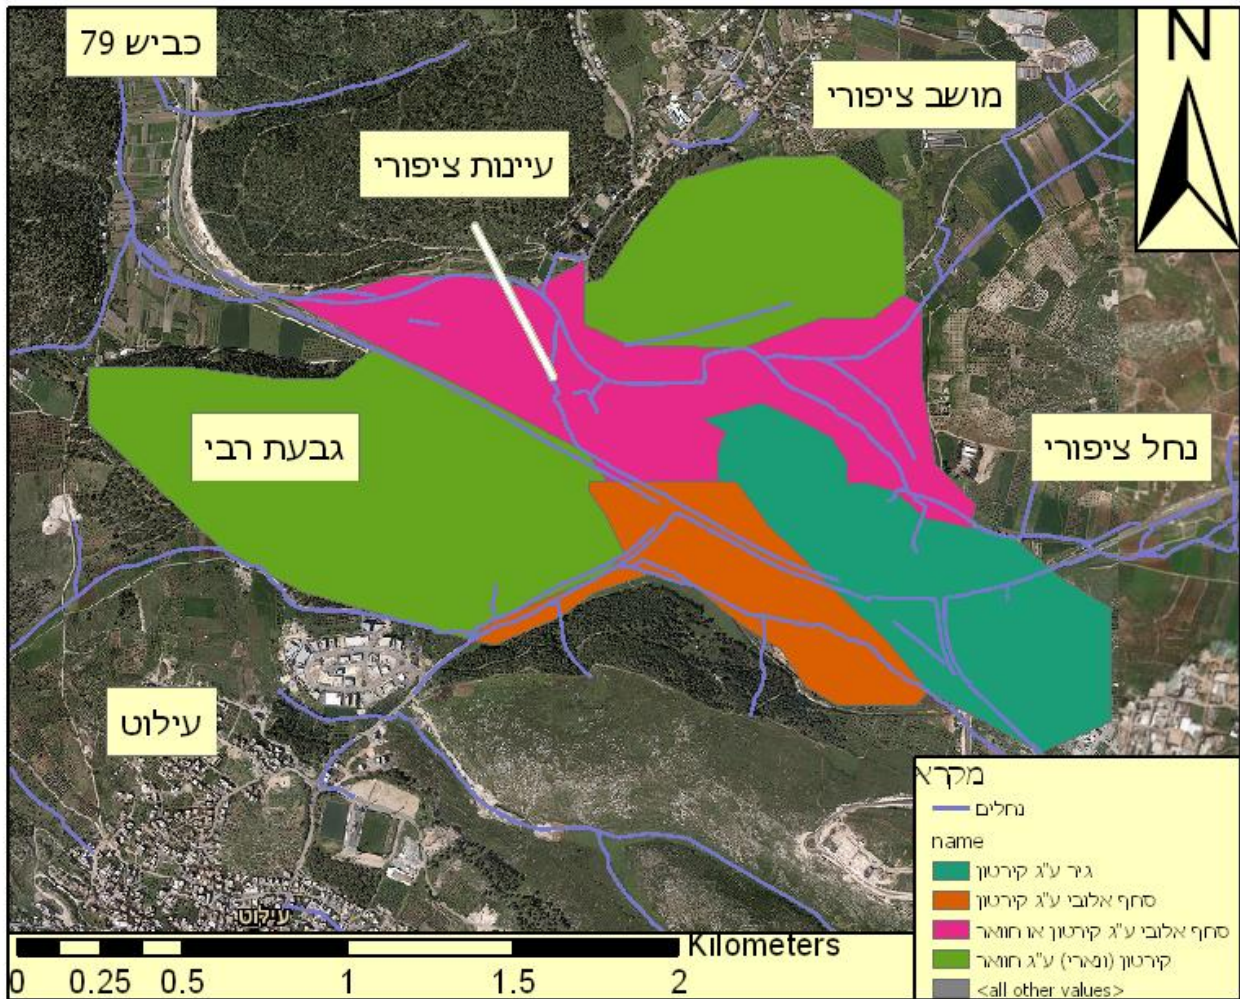 כביש 79
N
מושב ציפורי
עיינות ציפורי
נחל ציפורי
גבעת רבי
עילוט
עילוט
מקרא
נחלים
name
גיר ע"ג קירטון
סחף אלובי ע"ג קירטון
סחף אלובי ע"ג קירטון או חוואר
קירטון (ונארי) ע"ג חוואר
<all other values>
Kilometers
0 0.25 0.5 1 1.5 2